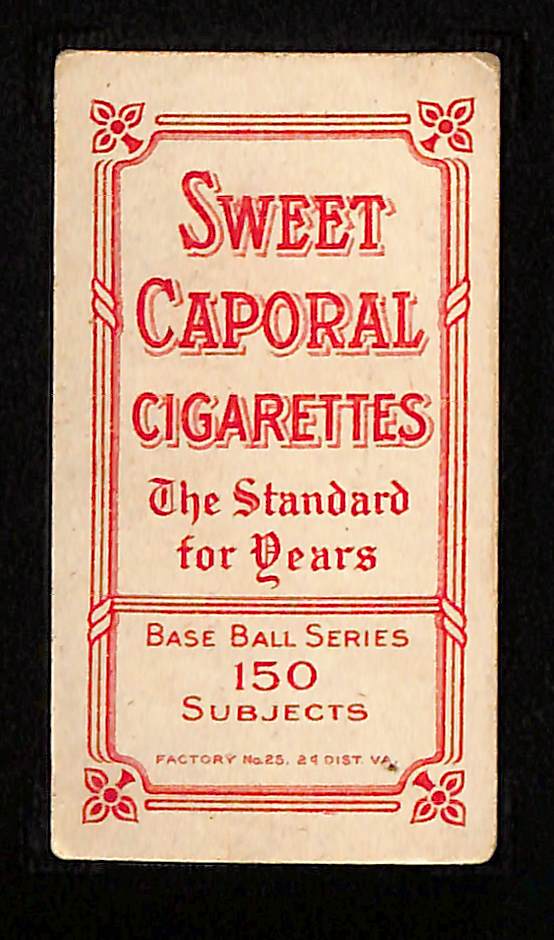 SWEET
CAPORAL
CIGARETTES
The Standard
for Years
BASE BALL SERIES
150
SUBJECTS
FACTORY No. 25, 2d DIST. VA.